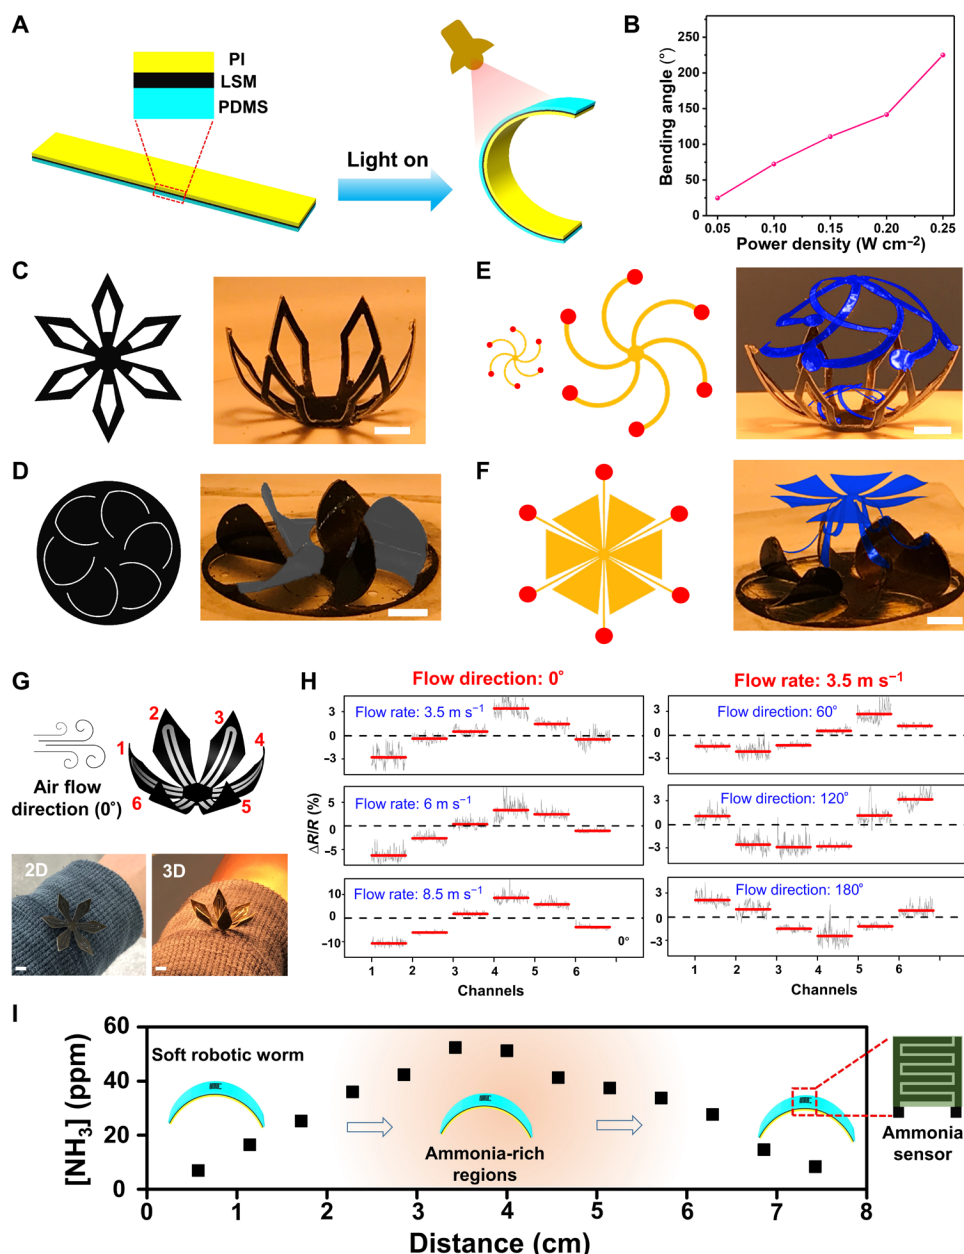 A
PI
LSM
PDMS
Light on
B
Bending angle (°)
250
200
150
100
50
0
0.05 0.10 0.15 0.20 0.25
Power density (W cm⁻²)
C
E
D
F
G
2 3
1 4
6 5
Air flow
direction (0°)
2D
3D
H
Flow direction: 0°
Flow rate: 3.5 m s⁻¹
3
0
−3
Flow rate: 3.5 m s⁻¹
3
0
−3
Flow direction: 60°
ΔR/R (%)
5
0
−5
Flow rate: 6 m s⁻¹
3
0
−3
Flow direction: 120°
10
0
−10
Flow rate: 8.5 m s⁻¹
0°
3
0
−3
Flow direction: 180°
1 2 3 4 5 6
Channels
1 2 3 4 5 6
Channels
I
[NH₃] (ppm)
60
40
20
0
Soft robotic worm
Ammonia-rich
regions
Ammonia
sensor
0 1 2 3 4 5 6 7 8
Distance (cm)